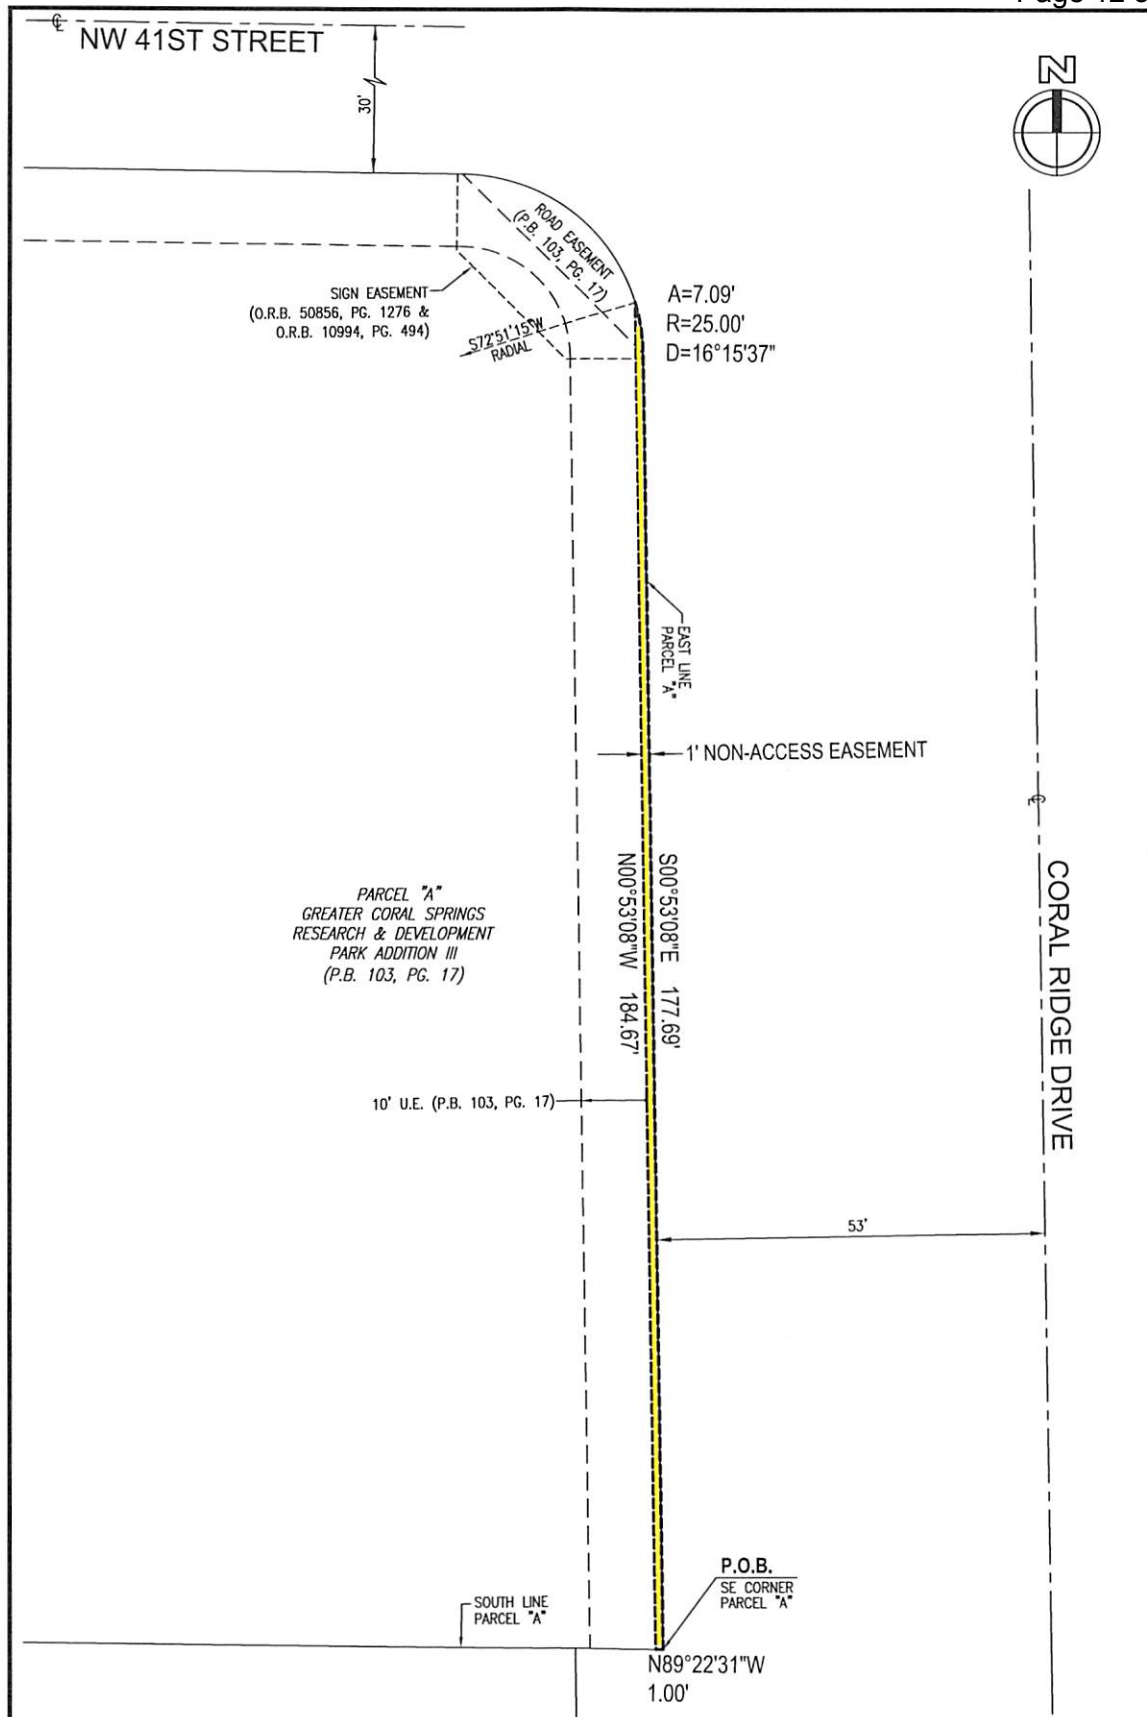 NW 41ST STREET
30'
N
ROAD EASEMENT
(P.B. 103, PG. 17)
SIGN EASEMENT
(O.R.B. 50856, PG. 1276 &
O.R.B. 10994, PG. 494)
S72°51'15"W
RADIAL
A=7.09'
R=25.00'
D=16°15'37"
EAST LINE
PARCEL "A"
1' NON-ACCESS EASEMENT
N00°53'08"W 184.67'
S00°53'08"E 177.69'
PARCEL "A"
GREATER CORAL SPRINGS
RESEARCH & DEVELOPMENT
PARK ADDITION III
(P.B. 103, PG. 17)
CORAL RIDGE DRIVE
10' U.E. (P.B. 103, PG. 17)
53'
P.O.B.
SE CORNER
PARCEL "A"
SOUTH LINE
PARCEL "A"
N89°22'31"W
1.00'